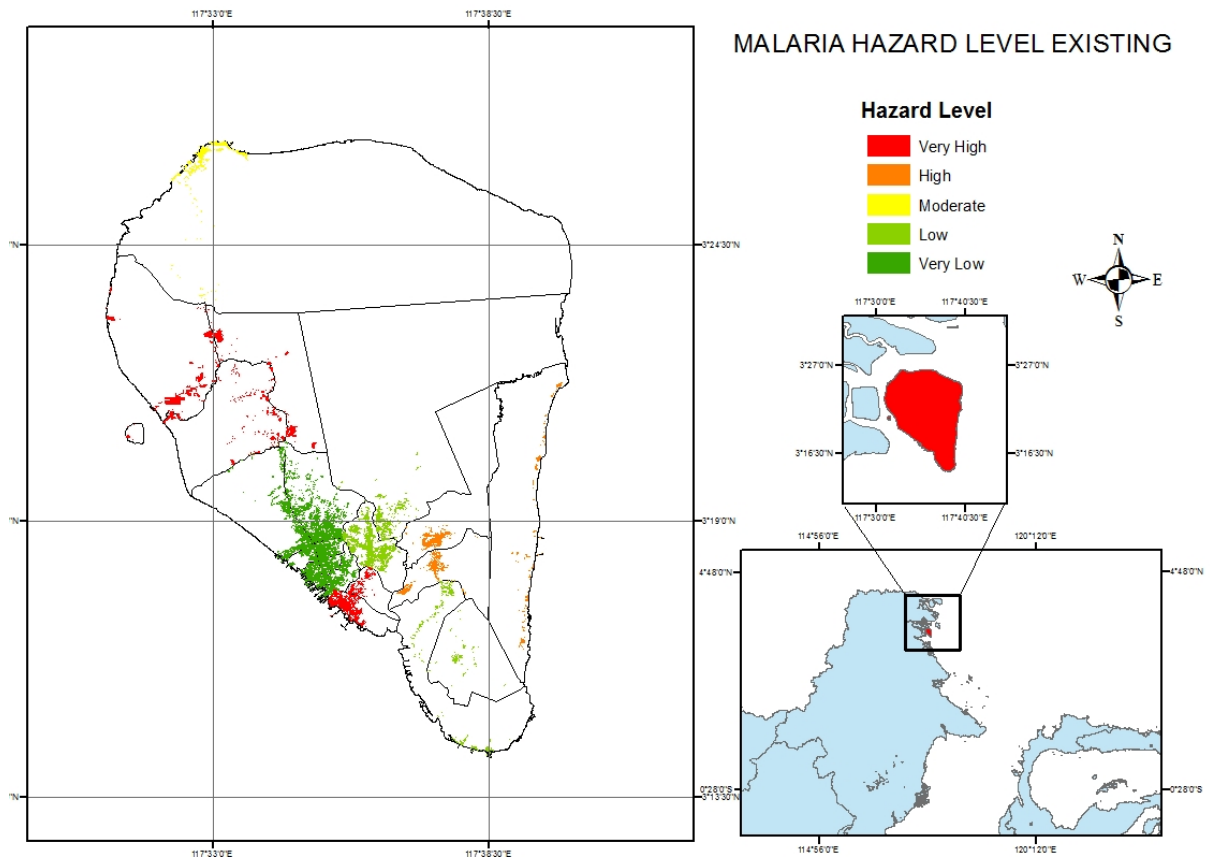 117°33'0"E 117°38'30"E
MALARIA HAZARD LEVEL EXISTING
Hazard Level
Very High
High
Moderate
Low
Very Low
"N 3°24'30"N
N
W E
S
117°30'0"E 117°40'30"E
3°27'0"N 3°27'0"N
3°16'30"N 3°16'30"N
117°30'0"E 117°40'30"E
"N 3°19'0"N
114°56'0"E 120°12'0"E
4°48'0"N 4°48'0"N
0°28'0"S 0°28'0"S
"N 3°13'30"N
114°56'0"E 120°12'0"E
117°33'0"E 117°38'30"E